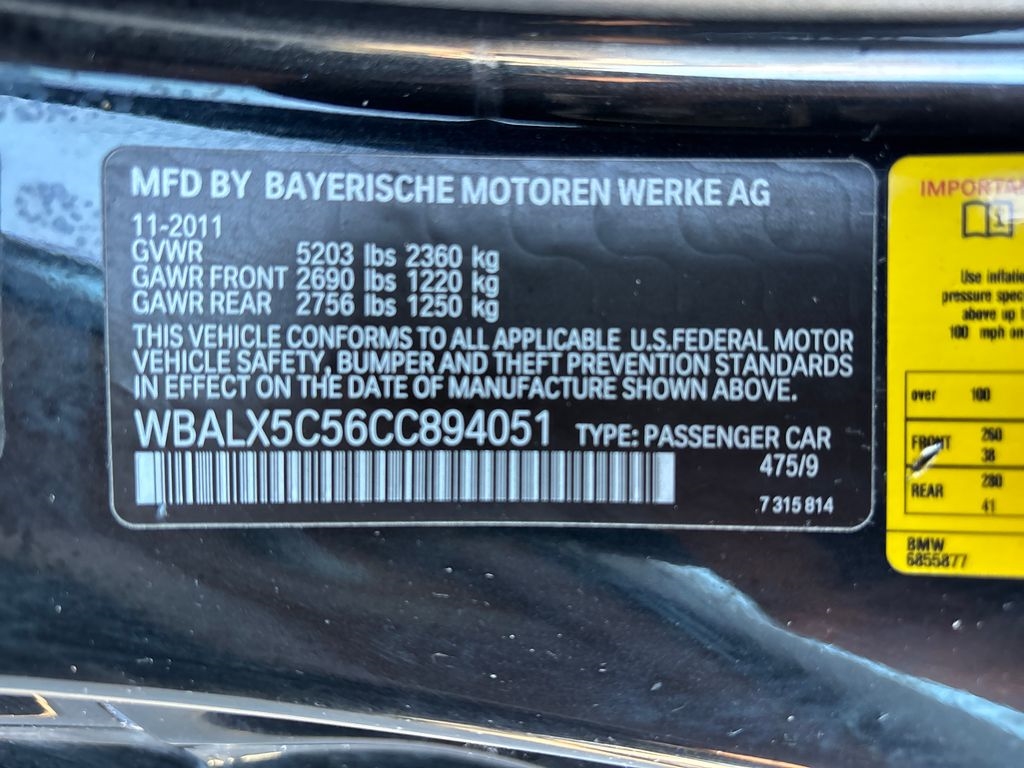 MFD BY BAYERISCHE MOTOREN WERKE AG
11-2011
GVWR 5203 lbs 2360 kg
GAWR FRONT 2690 lbs 1220 kg
GAWR REAR 2756 lbs 1250 kg
THIS VEHICLE CONFORMS TO ALL APPLICABLE U.S.FEDERAL MOTOR
VEHICLE SAFETY, BUMPER AND THEFT PREVENTION STANDARDS
IN EFFECT ON THE DATE OF MANUFACTURE SHOWN ABOVE.
WBALX5C56CC894051 TYPE: PASSENGER CAR
475/9
7 315 814
IMPORTA
Use inflatio
pressure spec
above up t
100 mph an
over 100
FRONT 260
38
REAR 280
41
BMW
6855877